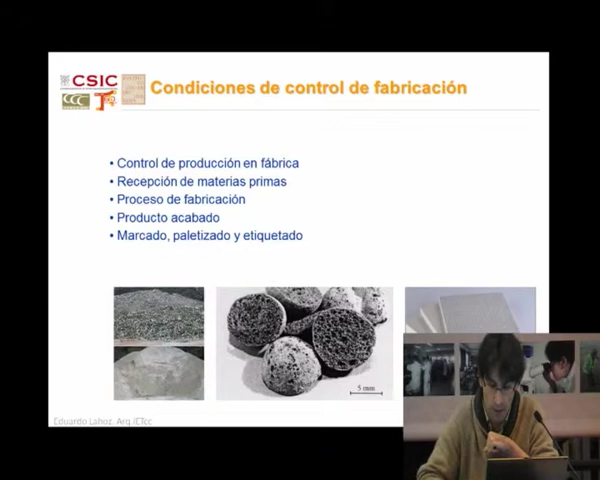 CSIC
Condiciones de control de fabricación
• Control de producción en fábrica
• Recepción de materias primas
• Proceso de fabricación
• Producto acabado
• Marcado, paletizado y etiquetado
5 mm
Eduardo Lahoz. Arq.IETcc